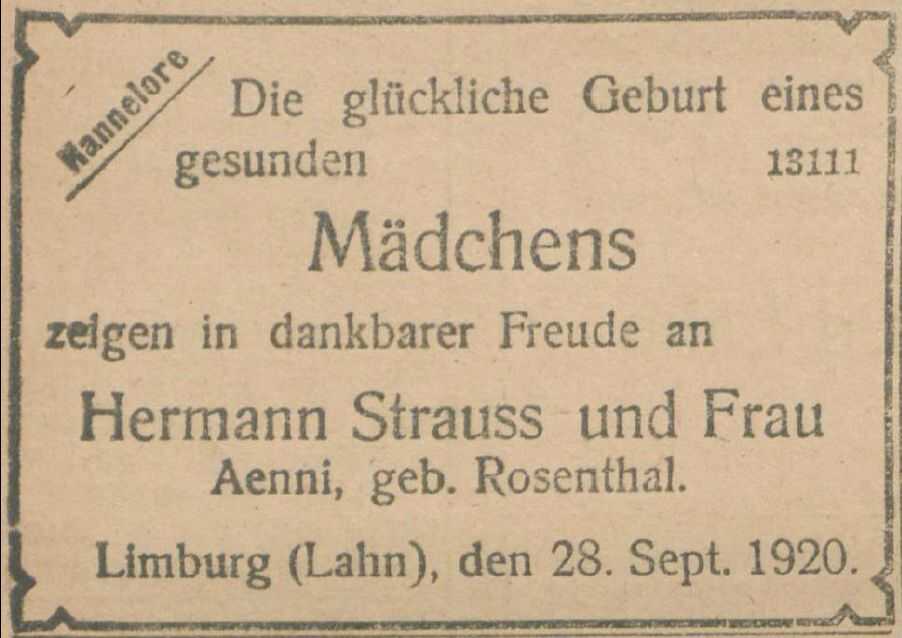 Hannelore
Die glückliche Geburt eines
gesunden 13111
Mädchens
zeigen in dankbarer Freude an
Hermann Strauss und Frau
Aenni, geb. Rosenthal.
Limburg (Lahn), den 28. Sept. 1920.